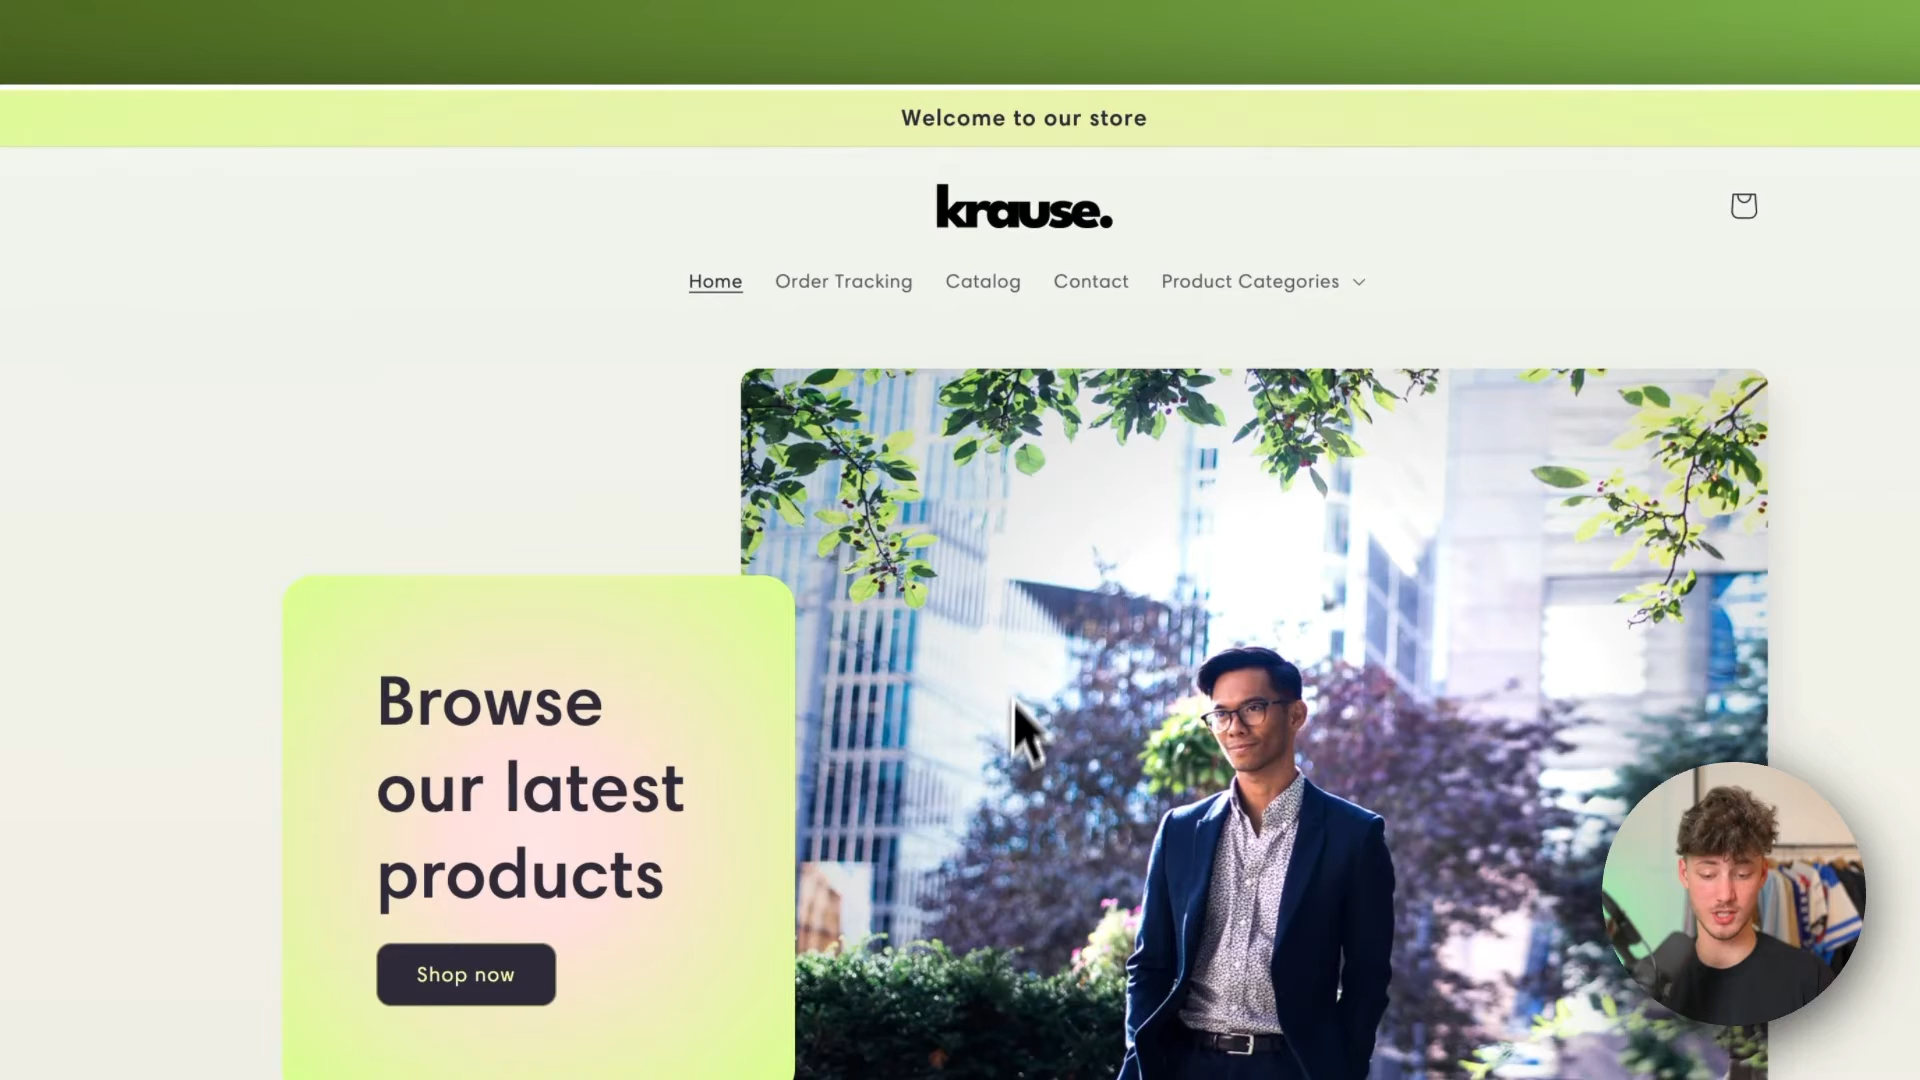 Welcome to our store
krause.
Home Order Tracking Catalog Contact Product Categories
Browse
our latest
products
Shop now